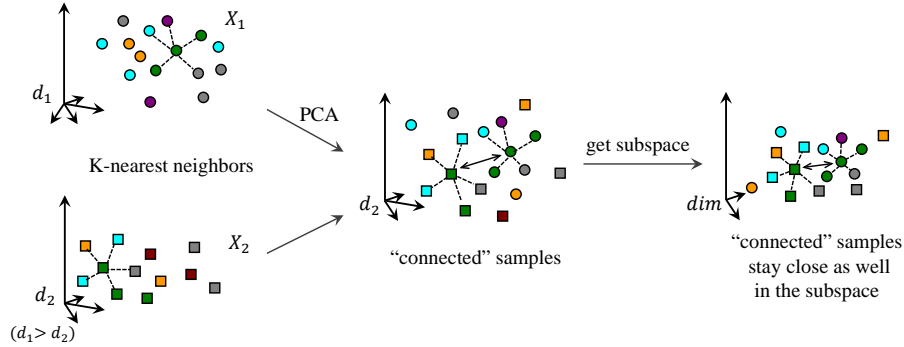 X₁
d₁
PCA
K-nearest neighbors
get subspace
d₂
dim
X₂
"connected" samples
"connected" samples
stay close as well
in the subspace
d₂
(d₁> d₂)